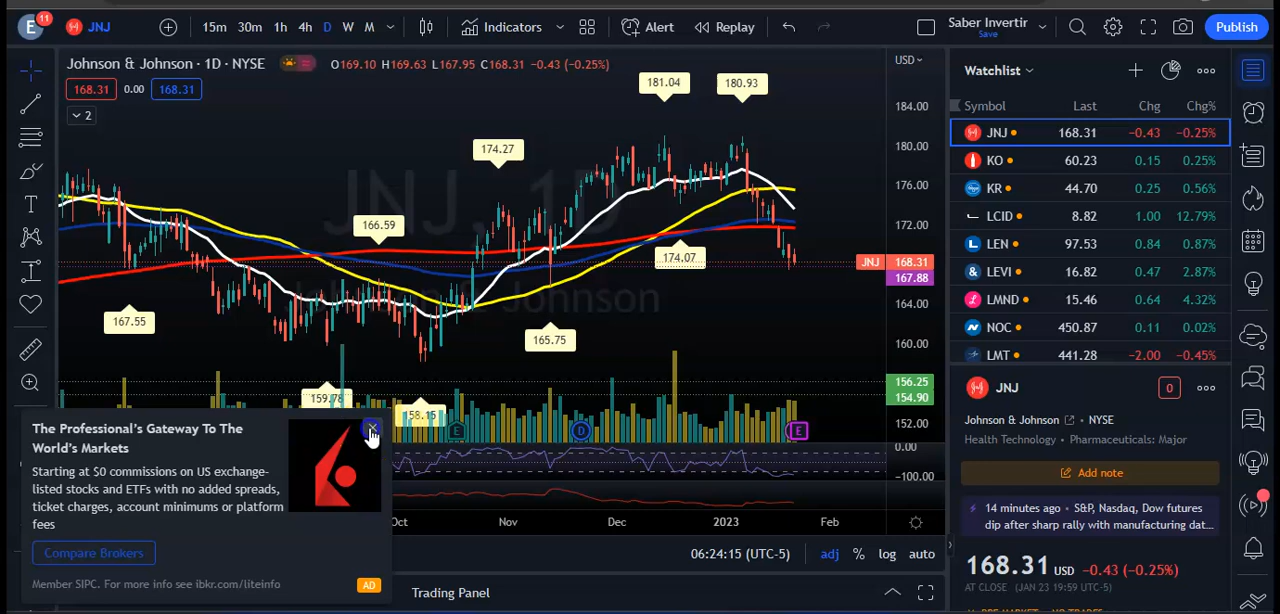 E 11 JNJ 15m 30m 1h 4h D W M Indicators Alert Replay Saber Invertir Save Publish
Johnson & Johnson · 1D · NYSE O169.10 H169.63 L167.95 C168.31 −0.43 (−0.25%)
168.31 0.00 168.31
2
USD
JNJ, 1D
Johnson & Johnson
181.04 180.93
174.27
166.59
174.07
167.55
165.75
159.78
184.00
180.00
176.00
172.00
JNJ 168.31
167.88
164.00
160.00
156.25
154.90
152.00
0.00
−100.00
E D E
Oct Nov Dec 2023 Feb
06:24:15 (UTC-5) adj % log auto
Trading Panel
The Professional's Gateway To The
World's Markets
Starting at $0 commissions on US exchange-
listed stocks and ETFs with no added spreads,
ticket charges, account minimums or platform
fees
Compare Brokers
Member SIPC. For more info see ibkr.com/liteinfo AD
Watchlist
Symbol Last Chg Chg%
JNJ 168.31 −0.43 −0.25%
KO 60.23 0.15 0.25%
KR 44.70 0.25 0.56%
LCID 8.82 1.00 12.79%
LEN 97.53 0.84 0.87%
LEVI 16.82 0.47 2.87%
LMND 15.46 0.64 4.32%
NOC 450.87 0.11 0.02%
LMT 441.28 −2.00 −0.45%
JNJ 0
Johnson & Johnson · NYSE
Health Technology · Pharmaceuticals: Major
Add note
14 minutes ago · S&P, Nasdaq, Dow futures
dip after sharp rally with manufacturing dat...
168.31 USD −0.43 (−0.25%)
AT CLOSE (JAN 23 19:59 UTC-5)